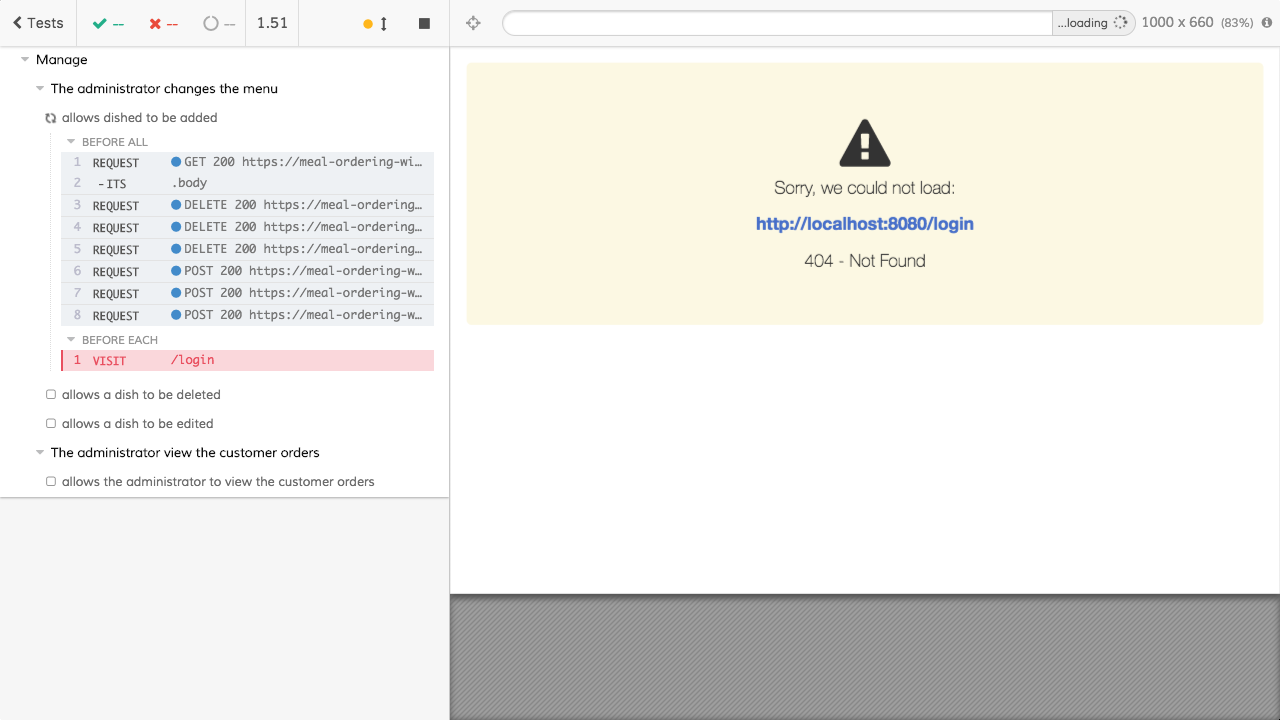 Tests -- -- -- 1.51
...loading 1000 x 660 (83%)
Manage
The administrator changes the menu
allows dished to be added
BEFORE ALL
1 REQUEST GET 200 https://meal-ordering-wi...
2 - ITS .body
3 REQUEST DELETE 200 https://meal-ordering...
4 REQUEST DELETE 200 https://meal-ordering...
5 REQUEST DELETE 200 https://meal-ordering...
6 REQUEST POST 200 https://meal-ordering-w...
7 REQUEST POST 200 https://meal-ordering-w...
8 REQUEST POST 200 https://meal-ordering-w...
BEFORE EACH
1 VISIT /login
allows a dish to be deleted
allows a dish to be edited
The administrator view the customer orders
allows the administrator to view the customer orders
Sorry, we could not load:
http://localhost:8080/login
404 - Not Found